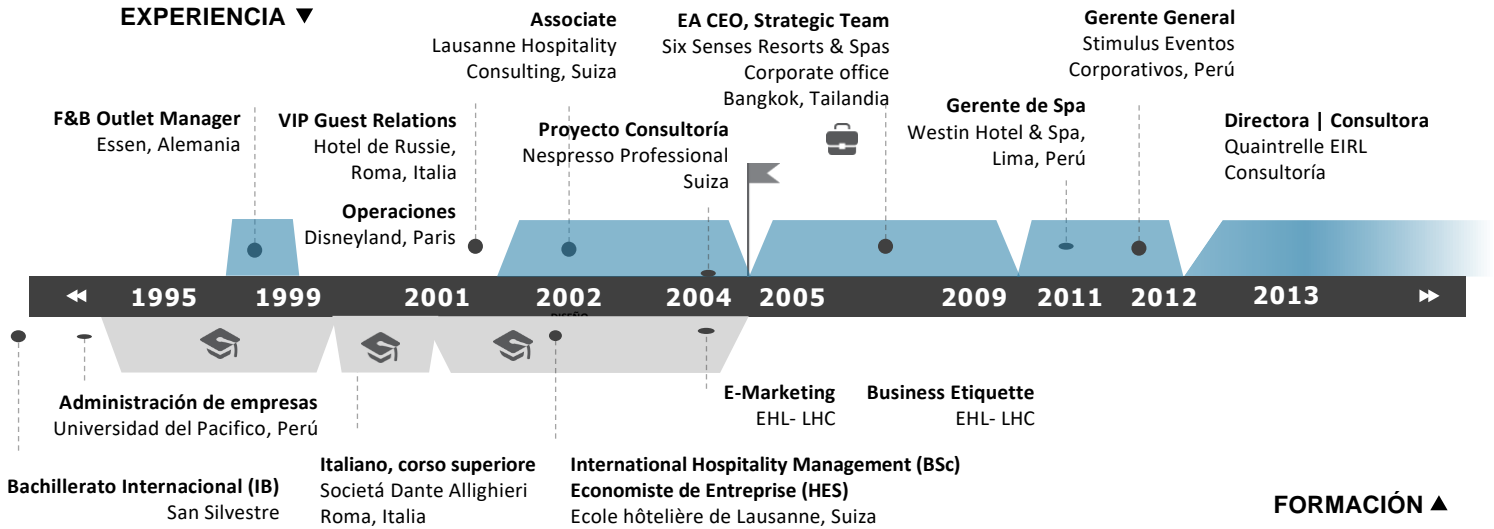 EXPERIENCIA ▼
F&B Outlet Manager
Essen, Alemania
VIP Guest Relations
Hotel de Russie,
Roma, Italia
Operaciones
Disneyland, Paris
Associate
Lausanne Hospitality
Consulting, Suiza
Proyecto Consultoría
Nespresso Professional
Suiza
EA CEO, Strategic Team
Six Senses Resorts & Spas
Corporate office
Bangkok, Tailandia
Gerente de Spa
Westin Hotel & Spa,
Lima, Perú
Gerente General
Stimulus Eventos
Corporativos, Perú
Directora | Consultora
Quaintrelle EIRL
Consultoría
1995 1999 2001 2002 2004 2005 2009 2011 2012 2013
DISEÑO
Administración de empresas
Universidad del Pacifico, Perú
Bachillerato Internacional (IB)
San Silvestre
Italiano, corso superiore
Societá Dante Allighieri
Roma, Italia
International Hospitality Management (BSc)
Economiste de Entreprise (HES)
Ecole hôtelière de Lausanne, Suiza
E-Marketing
EHL- LHC
Business Etiquette
EHL- LHC
FORMACIÓN ▲